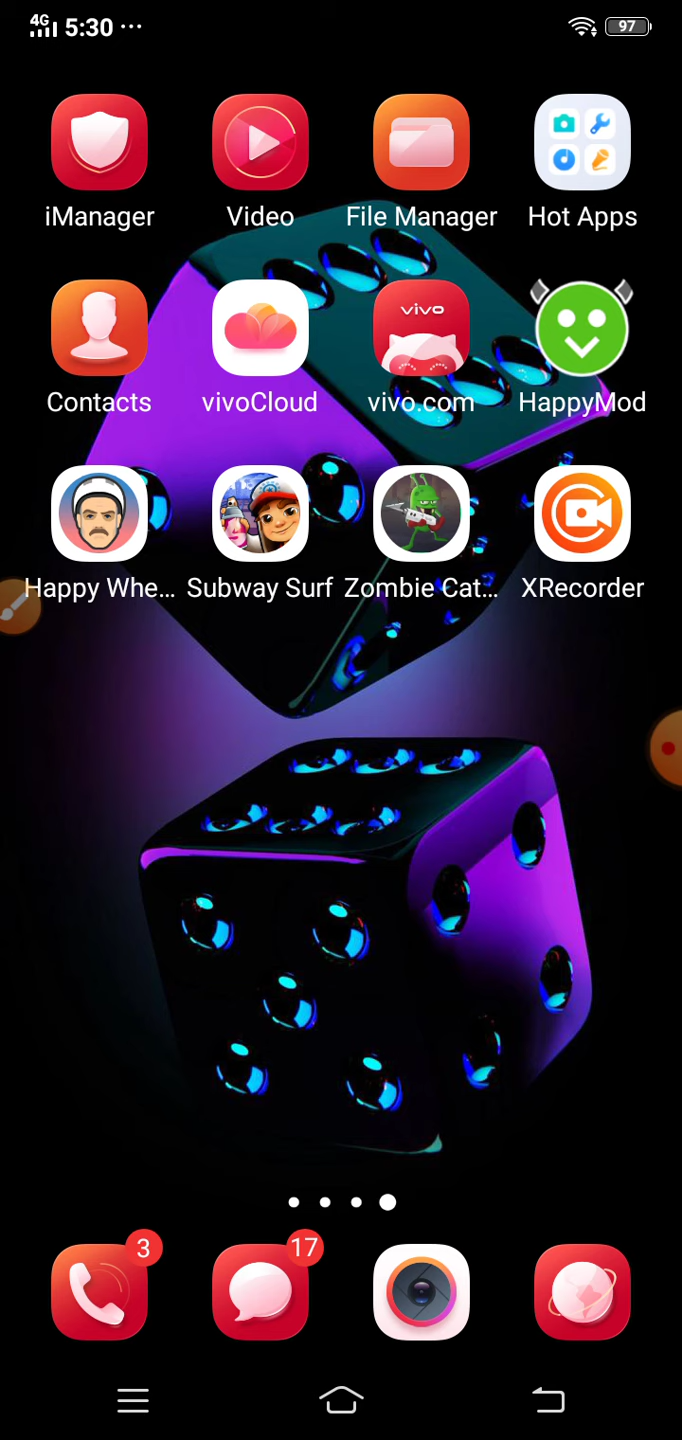 4G 5:30 ··· 97
iManager Video File Manager Hot Apps
vivo
Contacts vivoCloud vivo.com HappyMod
Happy Whe... Subway Surf Zombie Cat... XRecorder
3 17